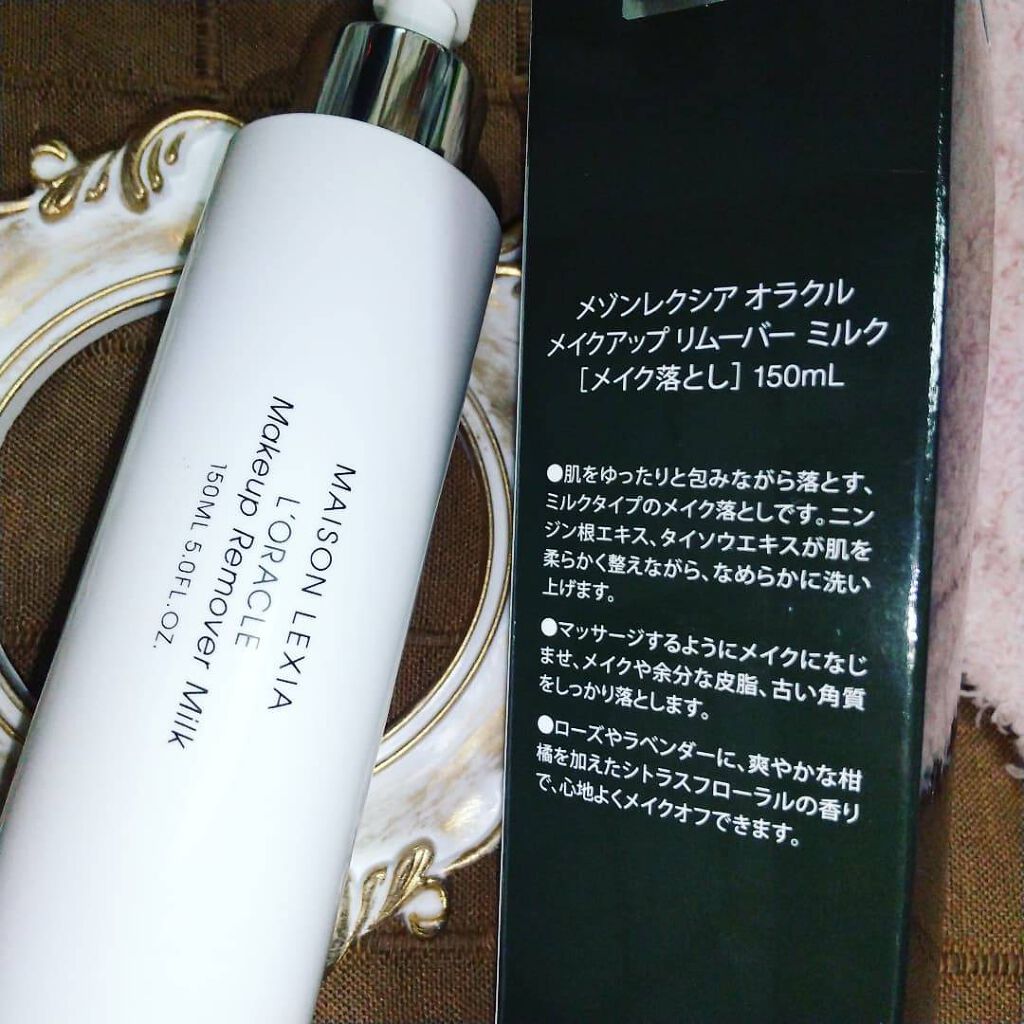 MAISON LEXIA
L'ORACLE
Makeup Remover Milk
150ML 5.0FL.OZ.
メゾンレクシア オラクル
メイクアップ リムーバー ミルク
[メイク落とし] 150mL
●肌をゆったりと包みながら落とす、
ミルクタイプのメイク落としです。ニン
ジン根エキス、タイソウエキスが肌を
柔らかく整えながら、なめらかに洗い
上げます。
●マッサージするようにメイクになじ
ませ、メイクや余分な皮脂、古い角質
をしっかり落とします。
●ローズやラベンダーに、爽やかな柑
橘を加えたシトラスフローラルの香り
で、心地よくメイクオフできます。